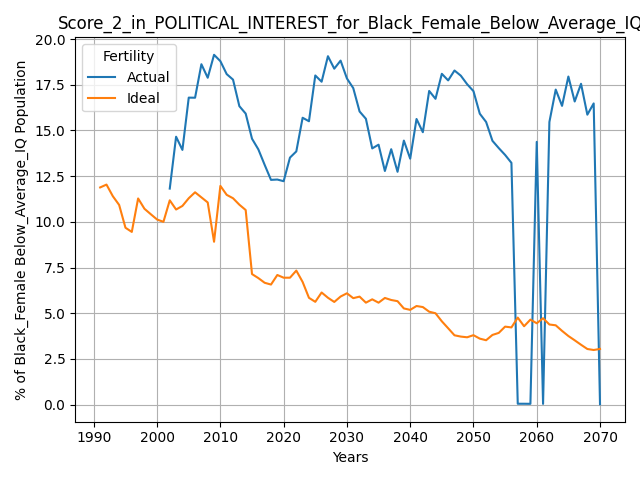 Score_2_in_POLITICAL_INTEREST_for_Black_Female_Below_Average_IQ
Fertility
Actual
Ideal
% of Black_Female Below_Average_IQ Population
20.0
17.5
15.0
12.5
10.0
7.5
5.0
2.5
0.0
1990 2000 2010 2020 2030 2040 2050 2060 2070
Years